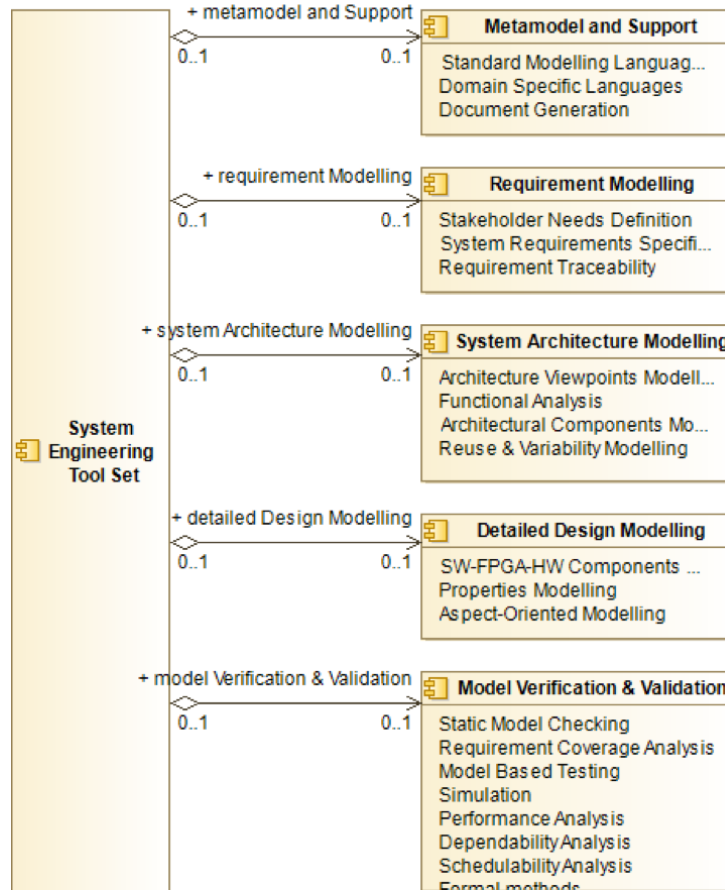 + metamodel and Support
0..1 0..1
Metamodel and Support
Standard Modelling Languag...
Domain Specific Languages
Document Generation
+ requirement Modelling
0..1 0..1
Requirement Modelling
Stakeholder Needs Definition
System Requirements Specifi...
Requirement Traceability
+ system Architecture Modelling
0..1 0..1
System Architecture Modelling
Architecture Viewpoints Modell...
Functional Analysis
Architectural Components Mo...
Reuse & Variability Modelling
System
Engineering
Tool Set
+ detailed Design Modelling
0..1 0..1
Detailed Design Modelling
SW-FPGA-HW Components ...
Properties Modelling
Aspect-Oriented Modelling
+ model Verification & Validation
0..1 0..1
Model Verification & Validation
Static Model Checking
Requirement Coverage Analysis
Model Based Testing
Simulation
Performance Analysis
Dependability Analysis
Schedulability Analysis
Formal methods